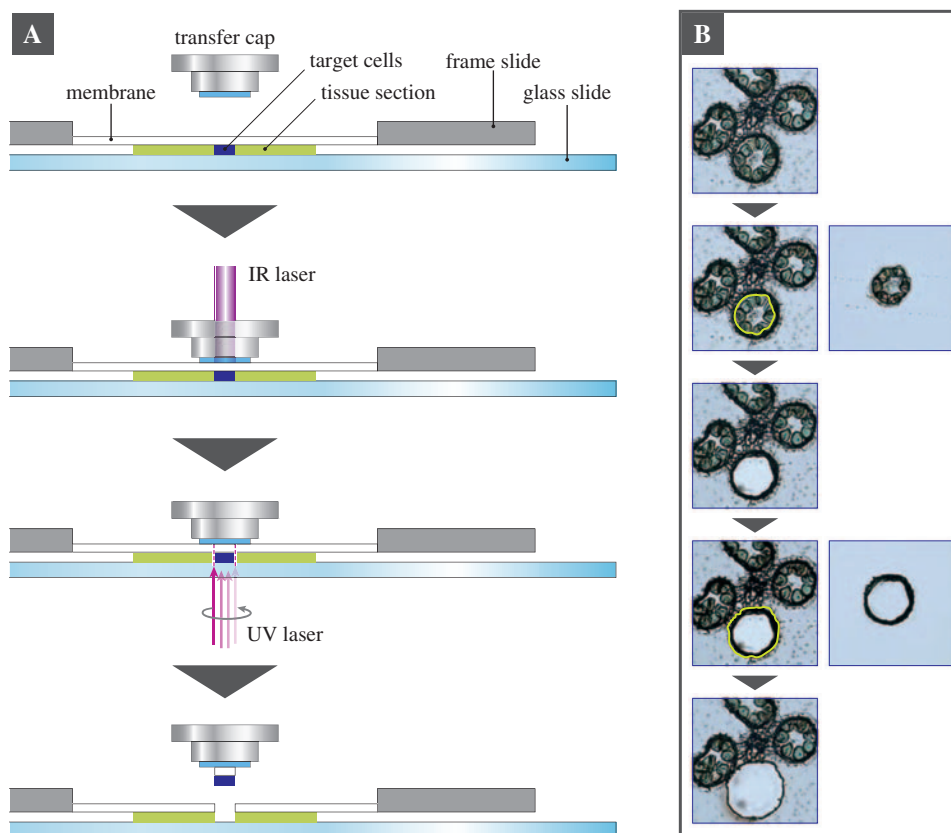 A
transfer cap
target cells
frame slide
membrane
tissue section
glass slide
IR laser
UV laser
B